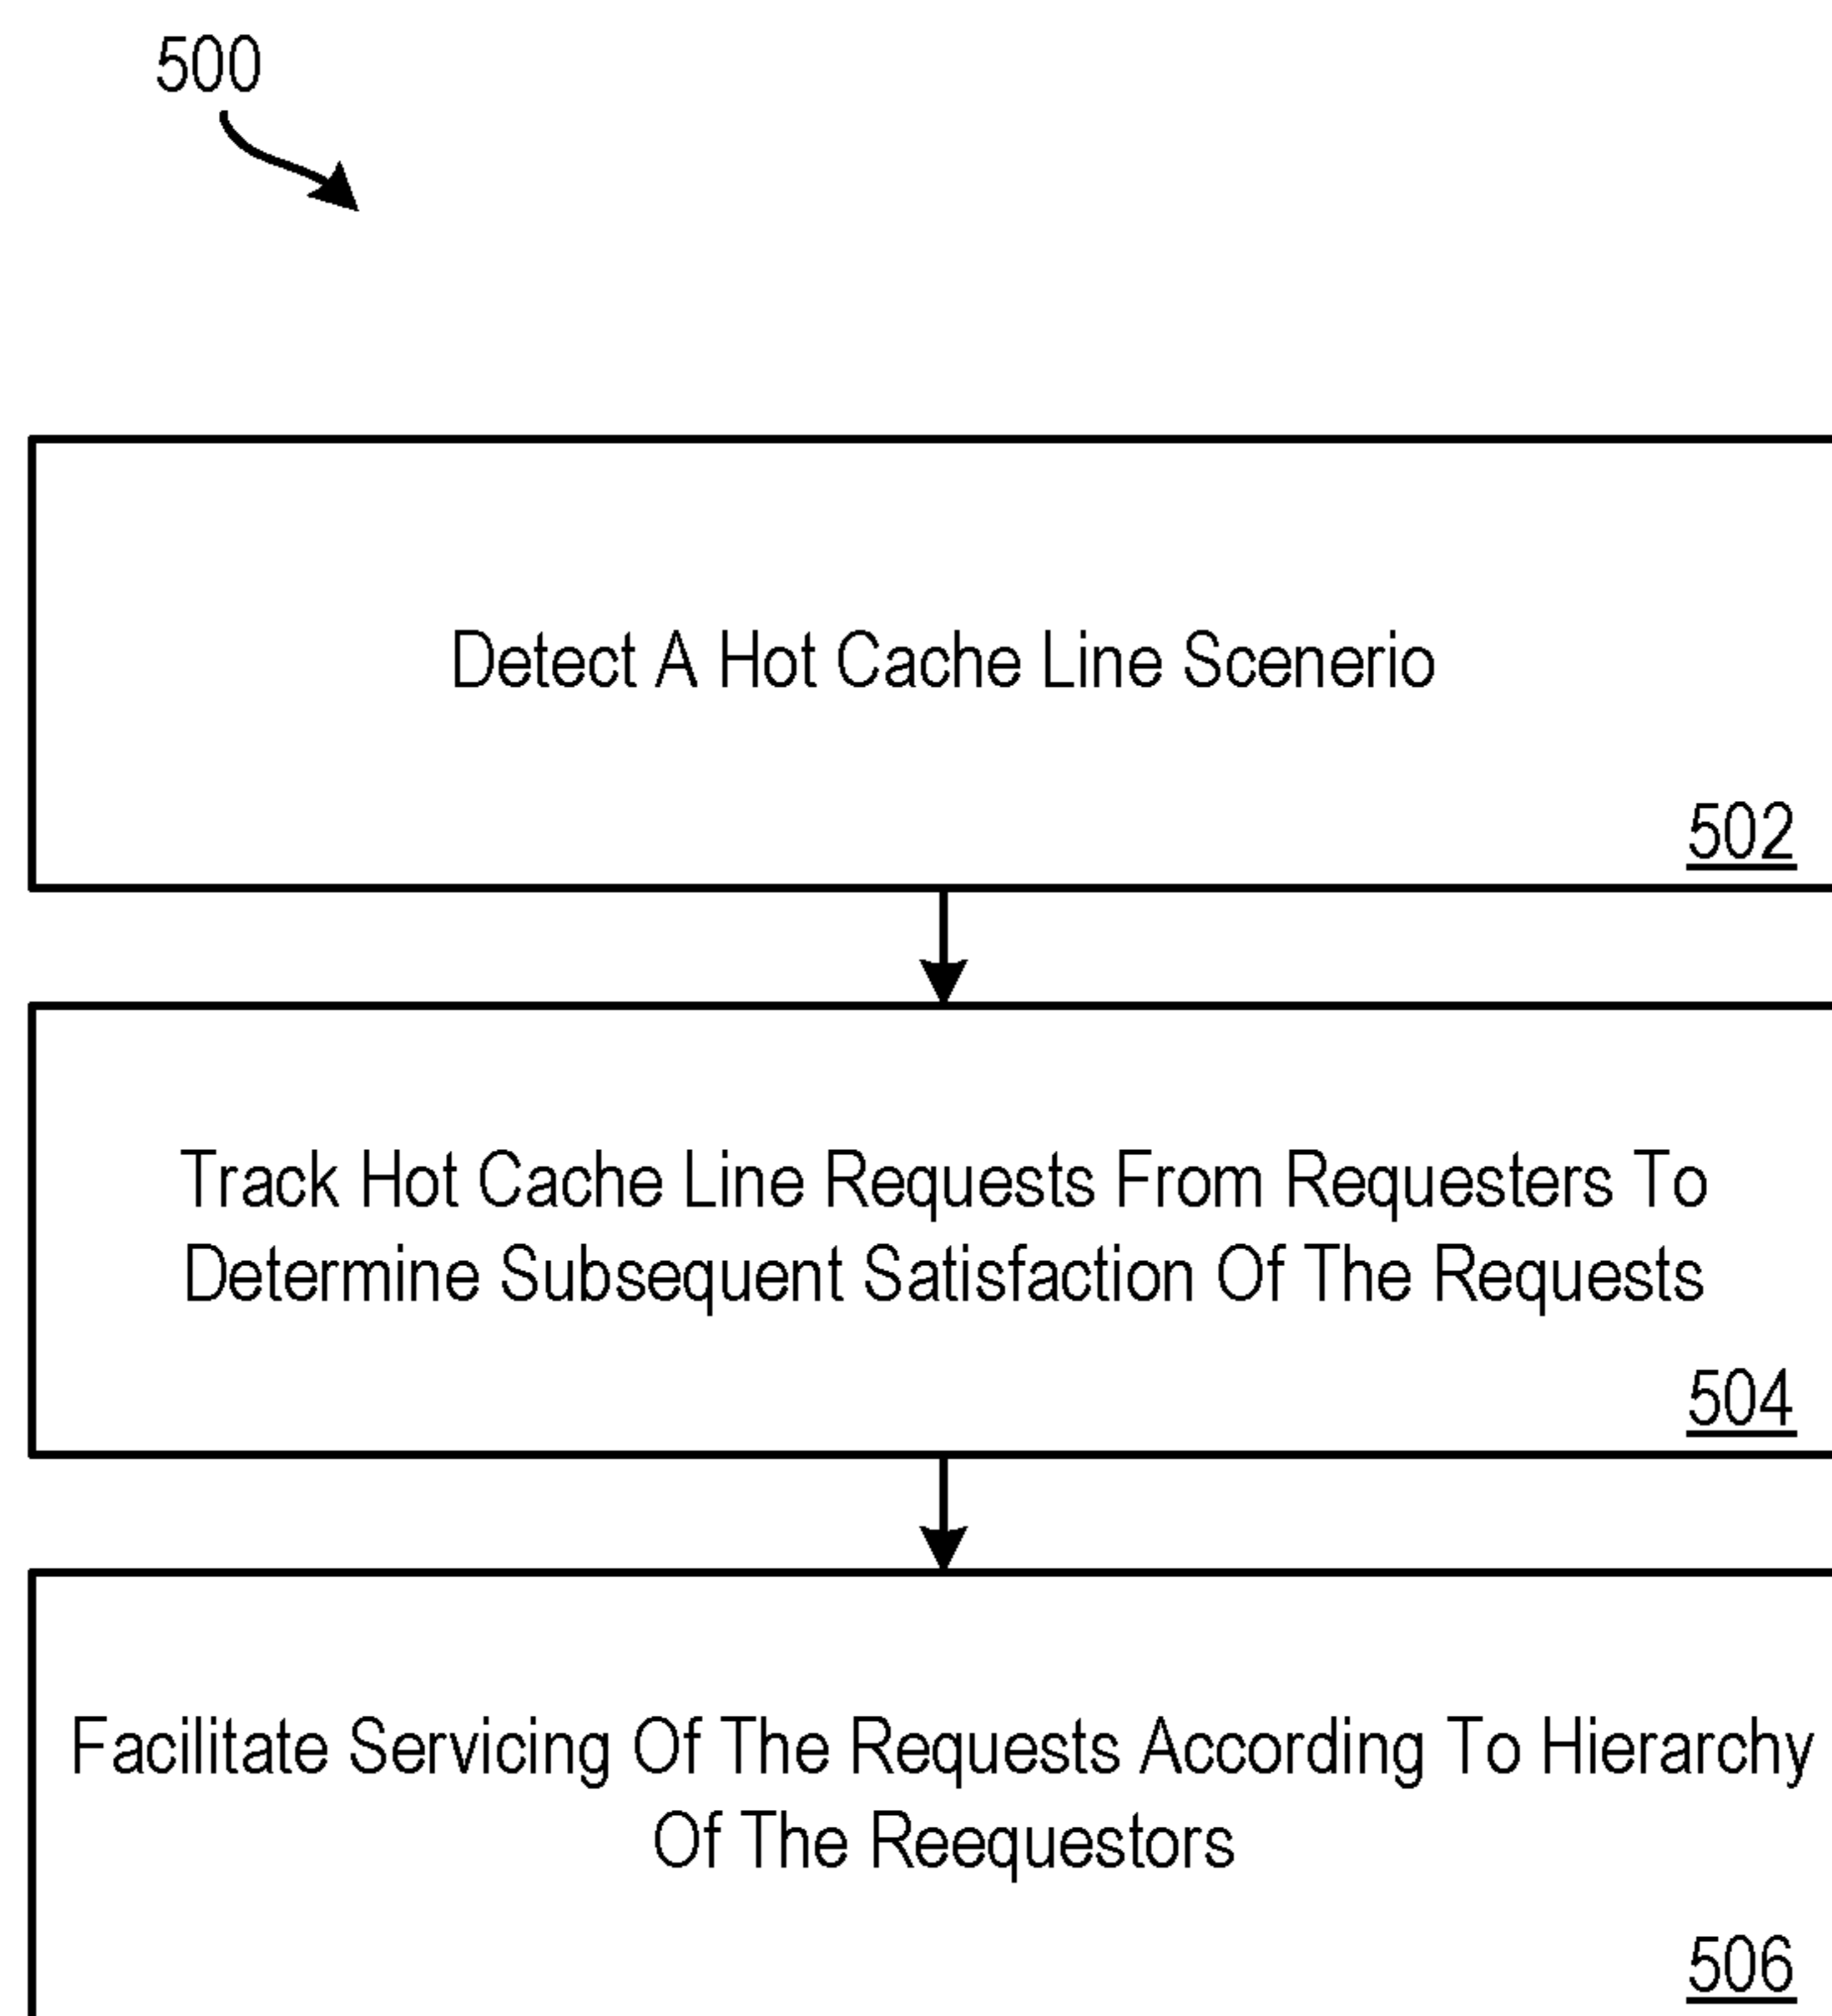 500
Detect A Hot Cache Line Scenerio
502
Track Hot Cache Line Requests From Requesters To
Determine Subsequent Satisfaction Of The Requests
504
Facilitate Servicing Of The Requests According To Hierarchy
Of The Reequestors
506